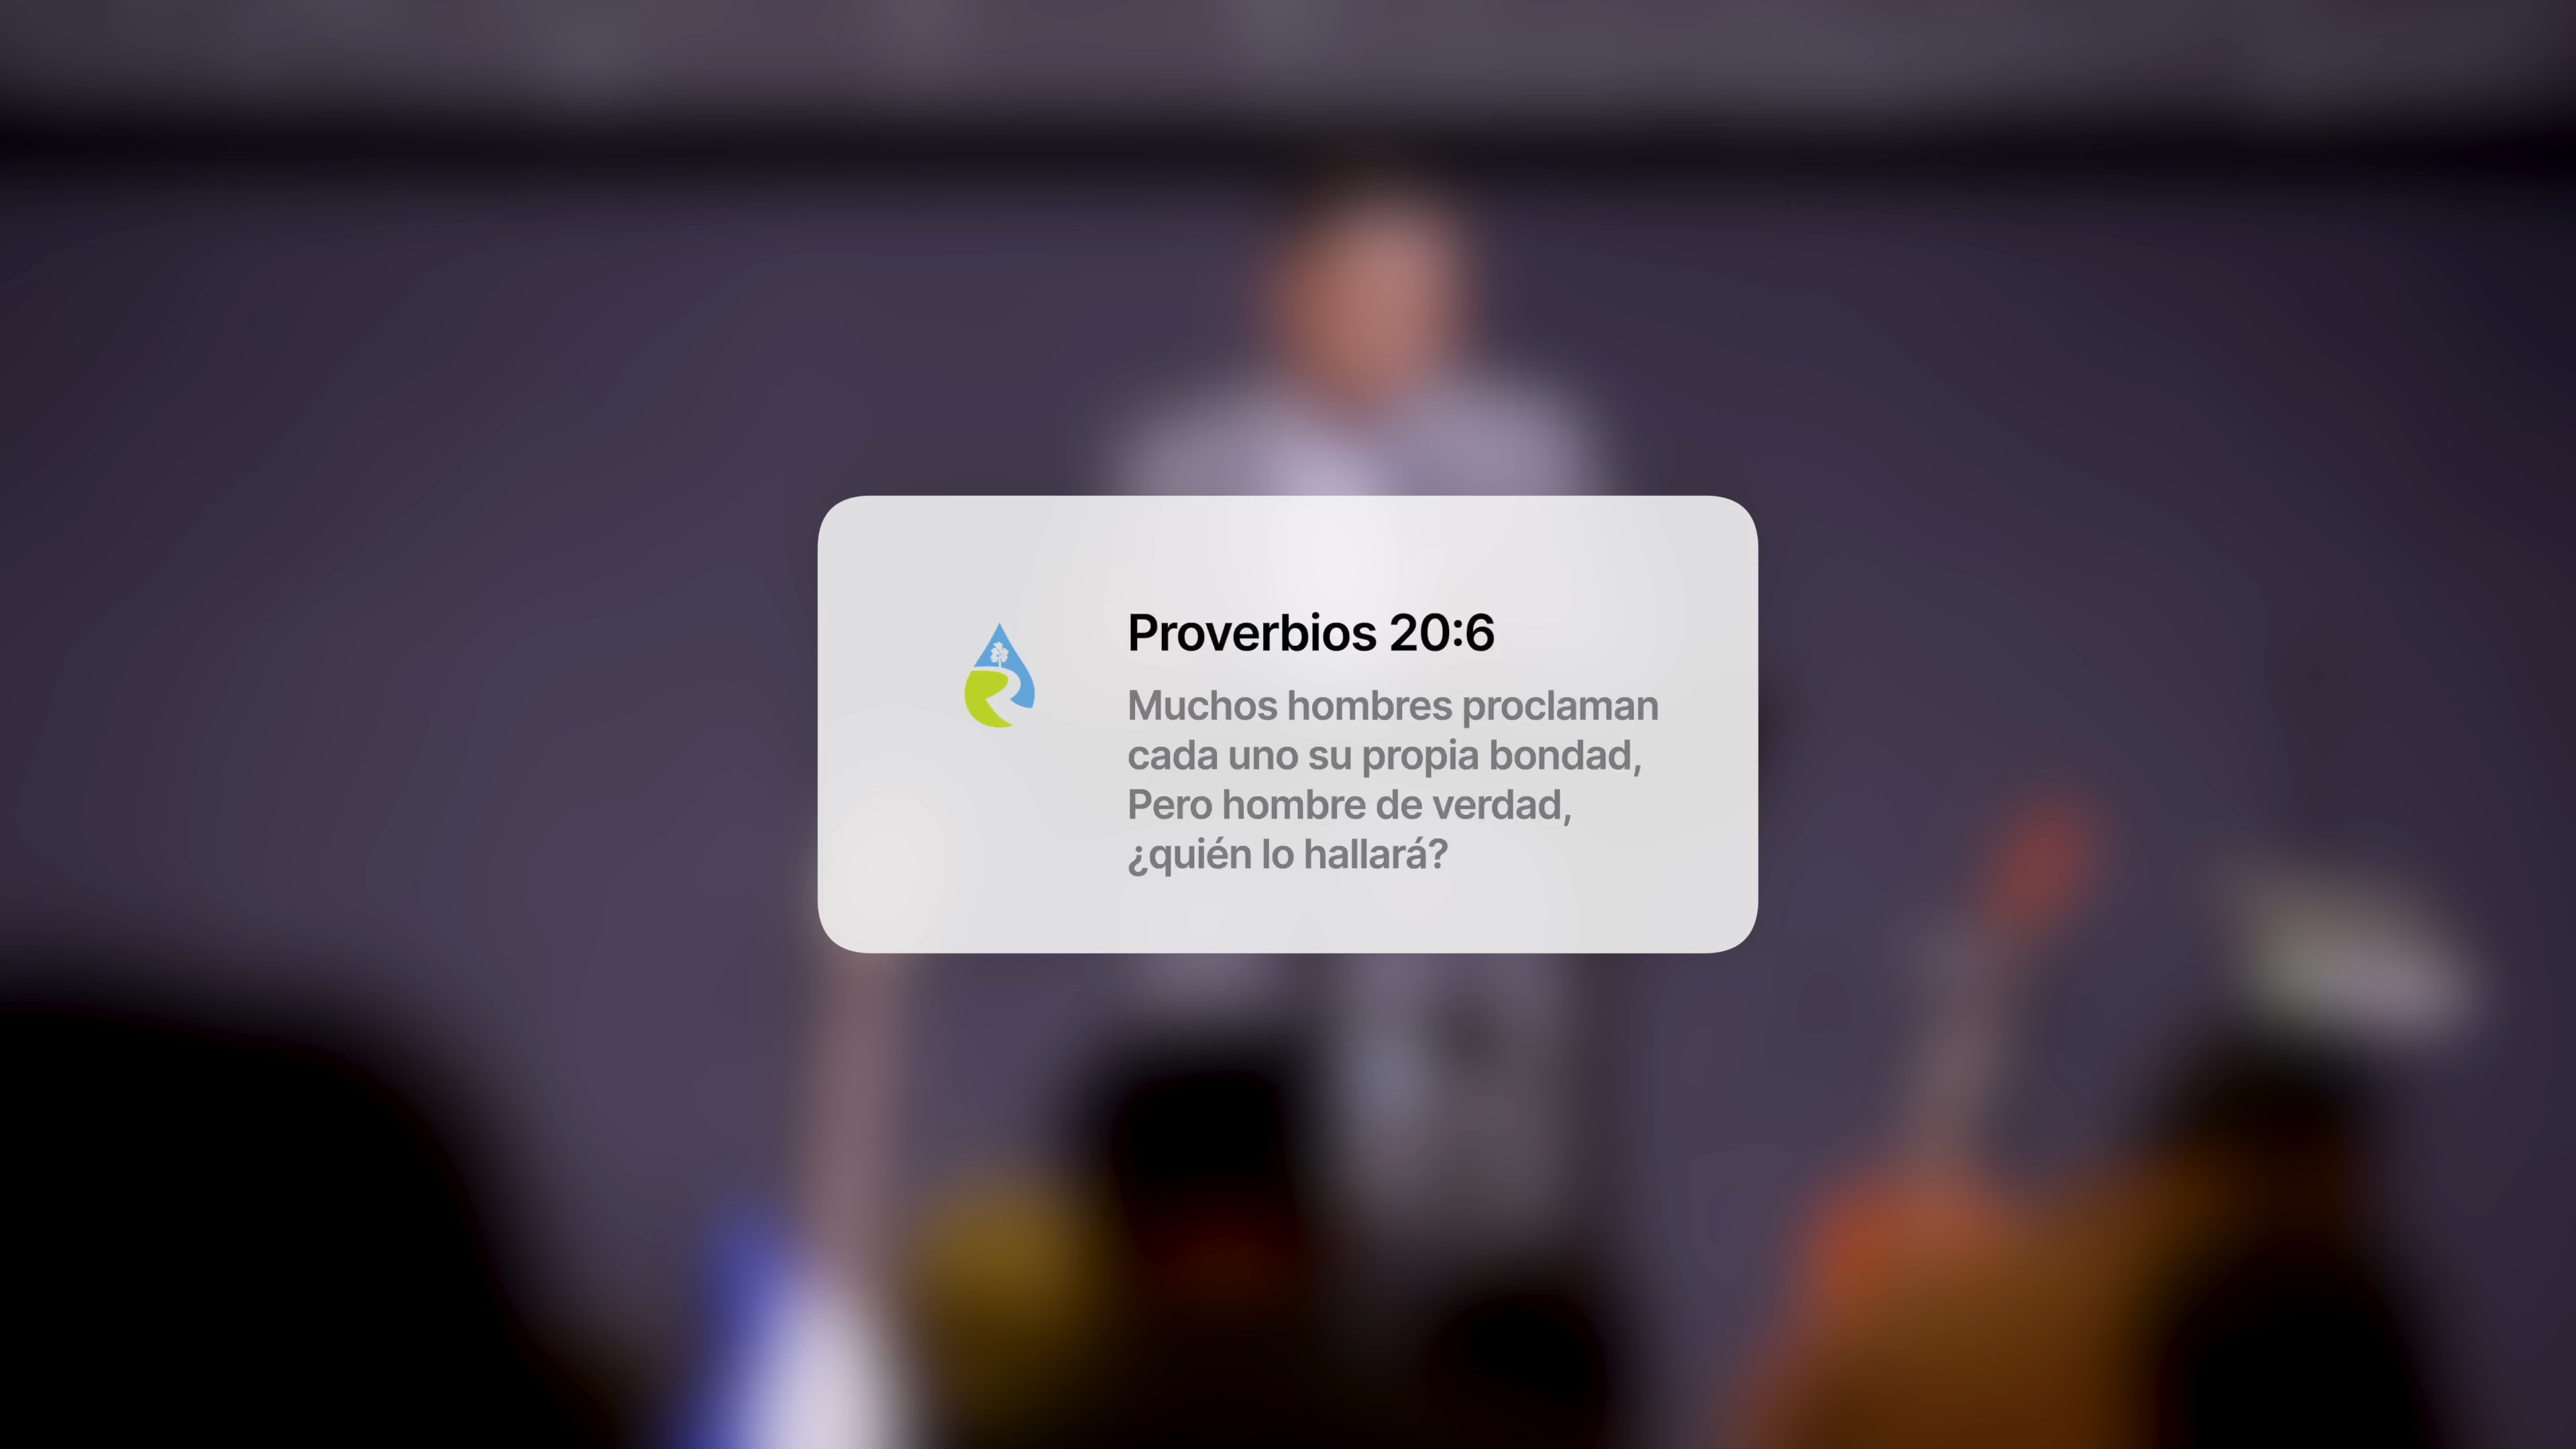 Proverbios 20:6
Muchos hombres proclaman
cada uno su propia bondad,
Pero hombre de verdad,
¿quién lo hallará?